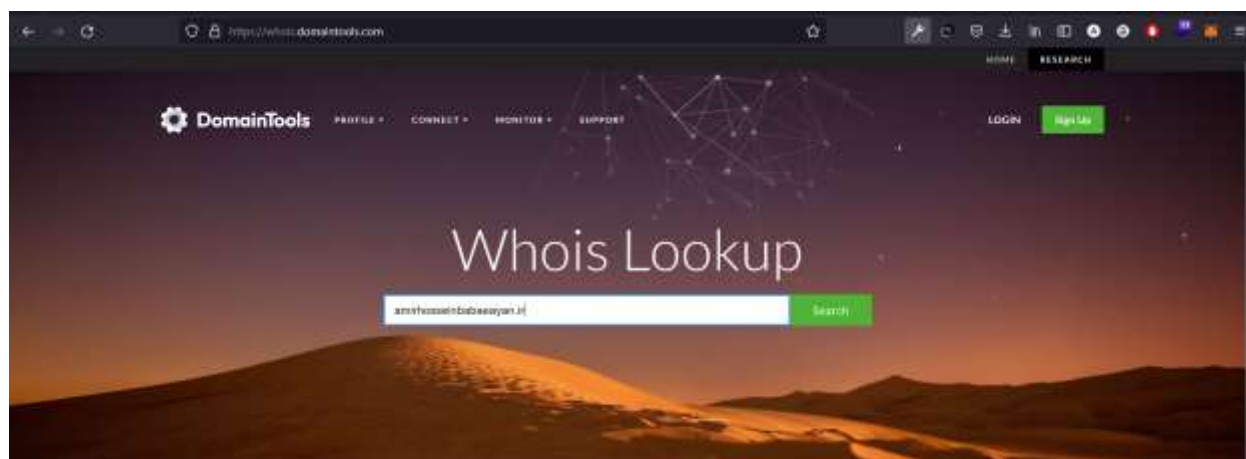 https://whois.domaintools.com
HOME RESEARCH
DomainTools PROFILE CONNECT MONITOR SUPPORT LOGIN Sign Up
Whois Lookup
amirhosseinbabaeayan.ir Search